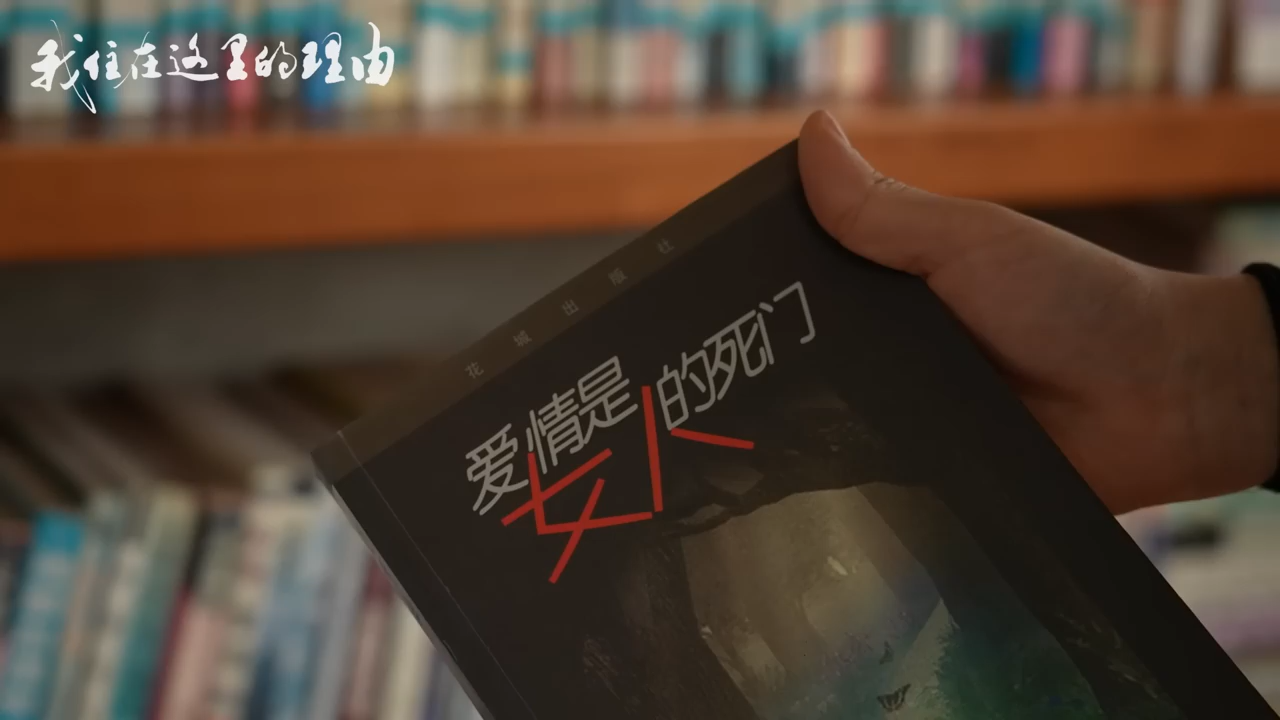 我住在这里的理由
花城出版社
爱情是女人的死门